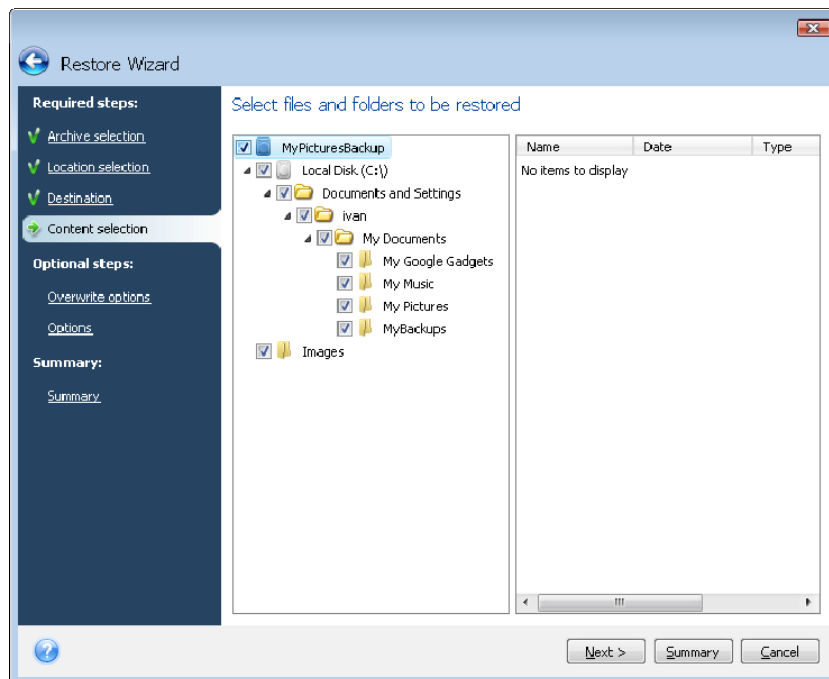 Restore Wizard
Required steps:
Archive selection
Location selection
Destination
Content selection
Optional steps:
Overwrite options
Options
Summary:
Summary
Select files and folders to be restored
MyPicturesBackup
Local Disk (C:\)
Documents and Settings
ivan
My Documents
My Google Gadgets
My Music
My Pictures
MyBackups
Images
Name Date Type
No items to display
Next > Summary Cancel